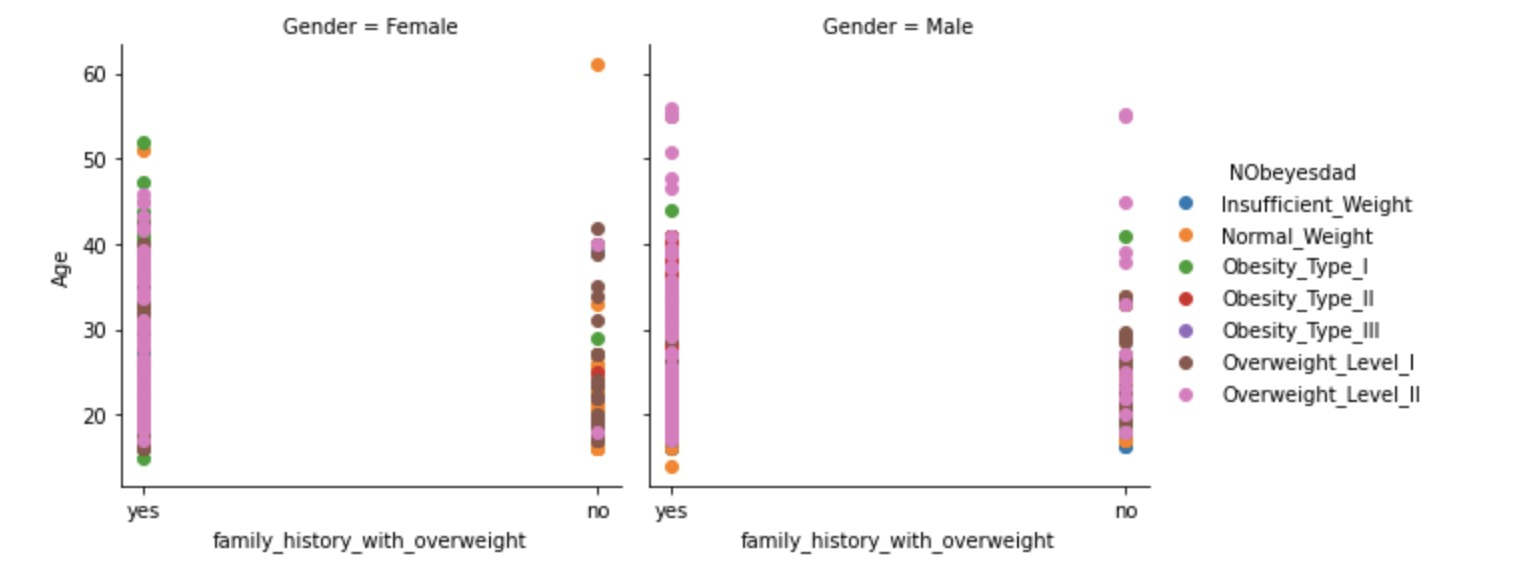 Gender = Female
Gender = Male
60
50
40
30
20
Age
yes
no
yes
no
family_history_with_overweight
family_history_with_overweight
NObeyesdad
Insufficient_Weight
Normal_Weight
Obesity_Type_I
Obesity_Type_II
Obesity_Type_III
Overweight_Level_I
Overweight_Level_II